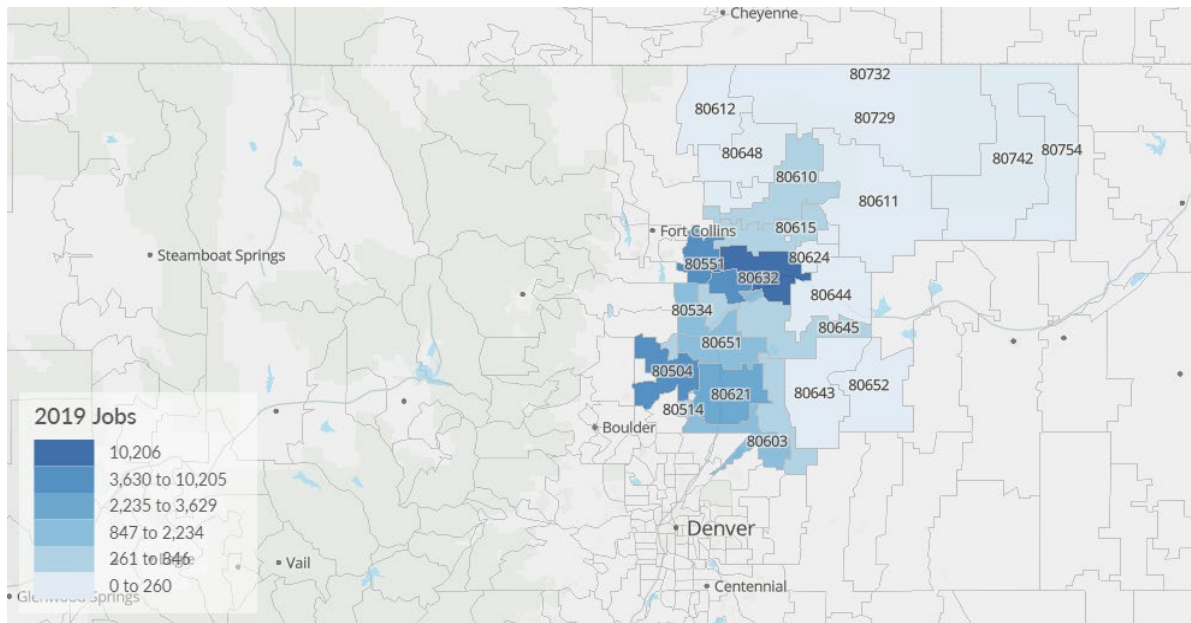 Cheyenne
80732
80612
80729
80648
80742
80754
80610
80611
80615
Fort Collins
80624
Steamboat Springs
80551
80632
80644
80534
80645
80651
80504
80652
80621
80643
80514
2019 Jobs
Boulder
80603
10,206
3,630 to 10,205
2,235 to 3,629
Denver
847 to 2,234
261 to 846
Vail
0 to 260
Centennial
Glenwood Springs